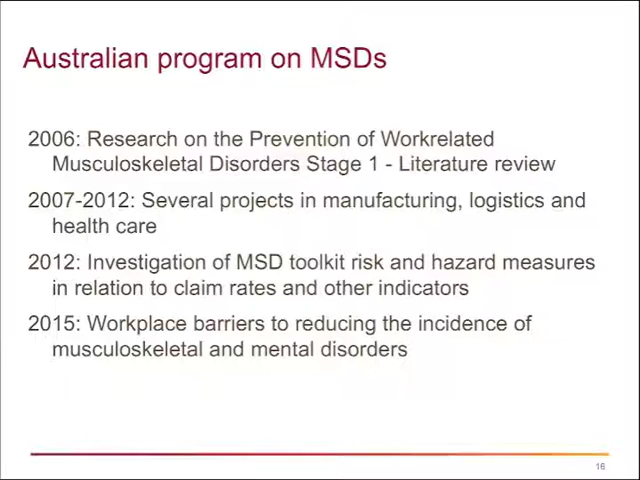 Australian program on MSDs
2006: Research on the Prevention of Workrelated
Musculoskeletal Disorders Stage 1 - Literature review
2007-2012: Several projects in manufacturing, logistics and
health care
2012: Investigation of MSD toolkit risk and hazard measures
in relation to claim rates and other indicators
2015: Workplace barriers to reducing the incidence of
musculoskeletal and mental disorders
16